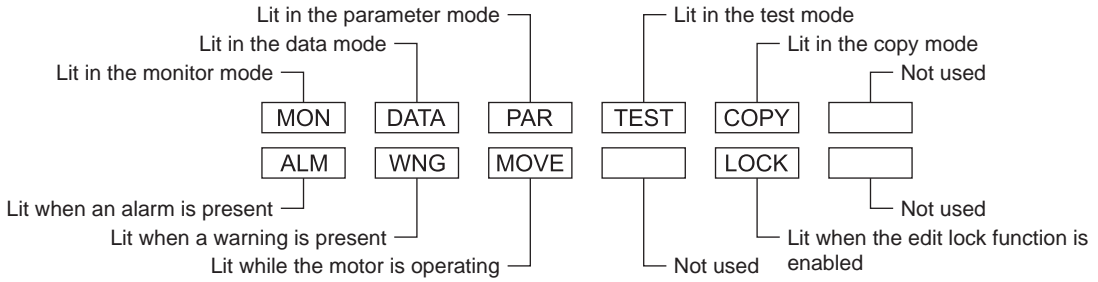 Lit in the parameter mode
Lit in the test mode
Lit in the data mode
Lit in the copy mode
Lit in the monitor mode
Not used
MON DATA PAR TEST COPY
ALM WNG MOVE LOCK
Lit when an alarm is present
Not used
Lit when a warning is present
Lit when the edit lock function is
enabled
Lit while the motor is operating
Not used